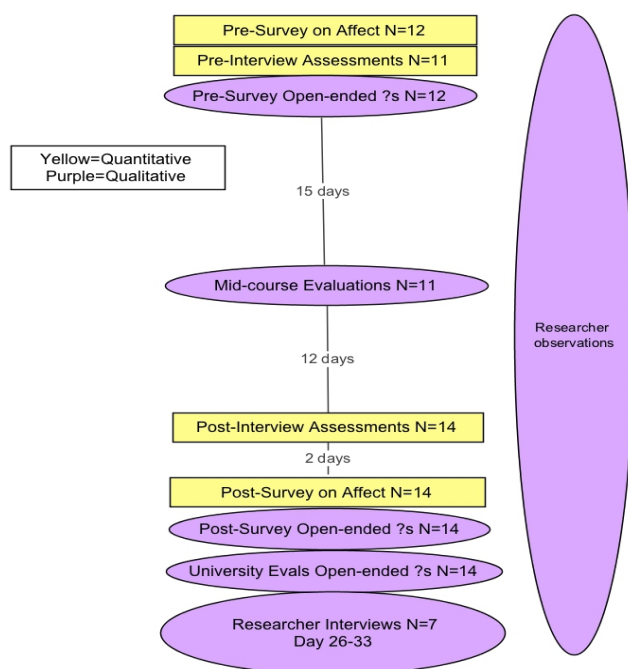 Pre-Survey on Affect N=12
Pre-Interview Assessments N=11
Pre-Survey Open-ended ?s N=12
Yellow=Quantitative
Purple=Qualitative
15 days
Mid-course Evaluations N=11
Researcher
observations
12 days
Post-Interview Assessments N=14
2 days
Post-Survey on Affect N=14
Post-Survey Open-ended ?s N=14
University Evals Open-ended ?s N=14
Researcher Interviews N=7
Day 26-33